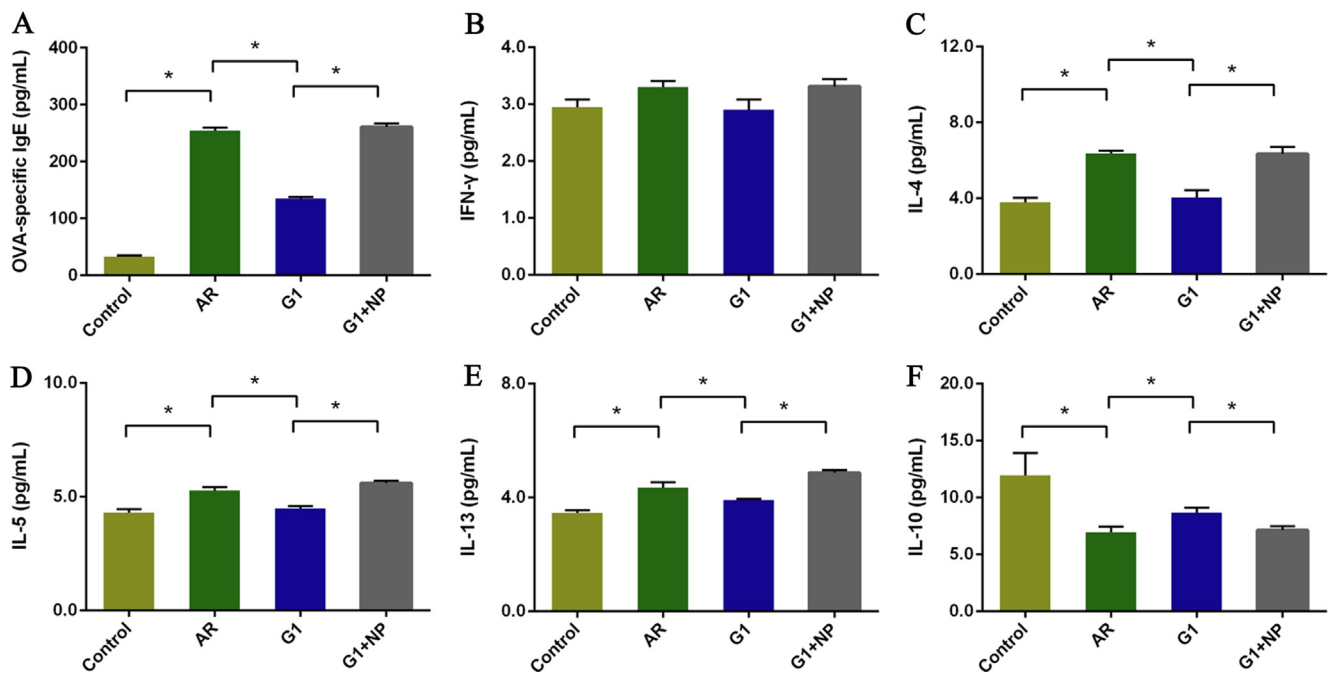 A
OVA-specific IgE (pg/mL)
400
300
200
100
0
*
*
*
Control
AR
G1
G1+NP
B
IFN-γ (pg/mL)
4.0
3.0
2.0
1.0
0.0
Control
AR
G1
G1+NP
C
IL-4 (pg/mL)
12.0
8.0
4.0
0.0
*
*
*
Control
AR
G1
G1+NP
D
IL-5 (pg/mL)
10.0
5.0
0.0
*
*
*
Control
AR
G1
G1+NP
E
IL-13 (pg/mL)
8.0
4.0
0.0
*
*
*
Control
AR
G1
G1+NP
F
IL-10 (pg/mL)
20.0
15.0
10.0
5.0
0.0
*
*
*
Control
AR
G1
G1+NP